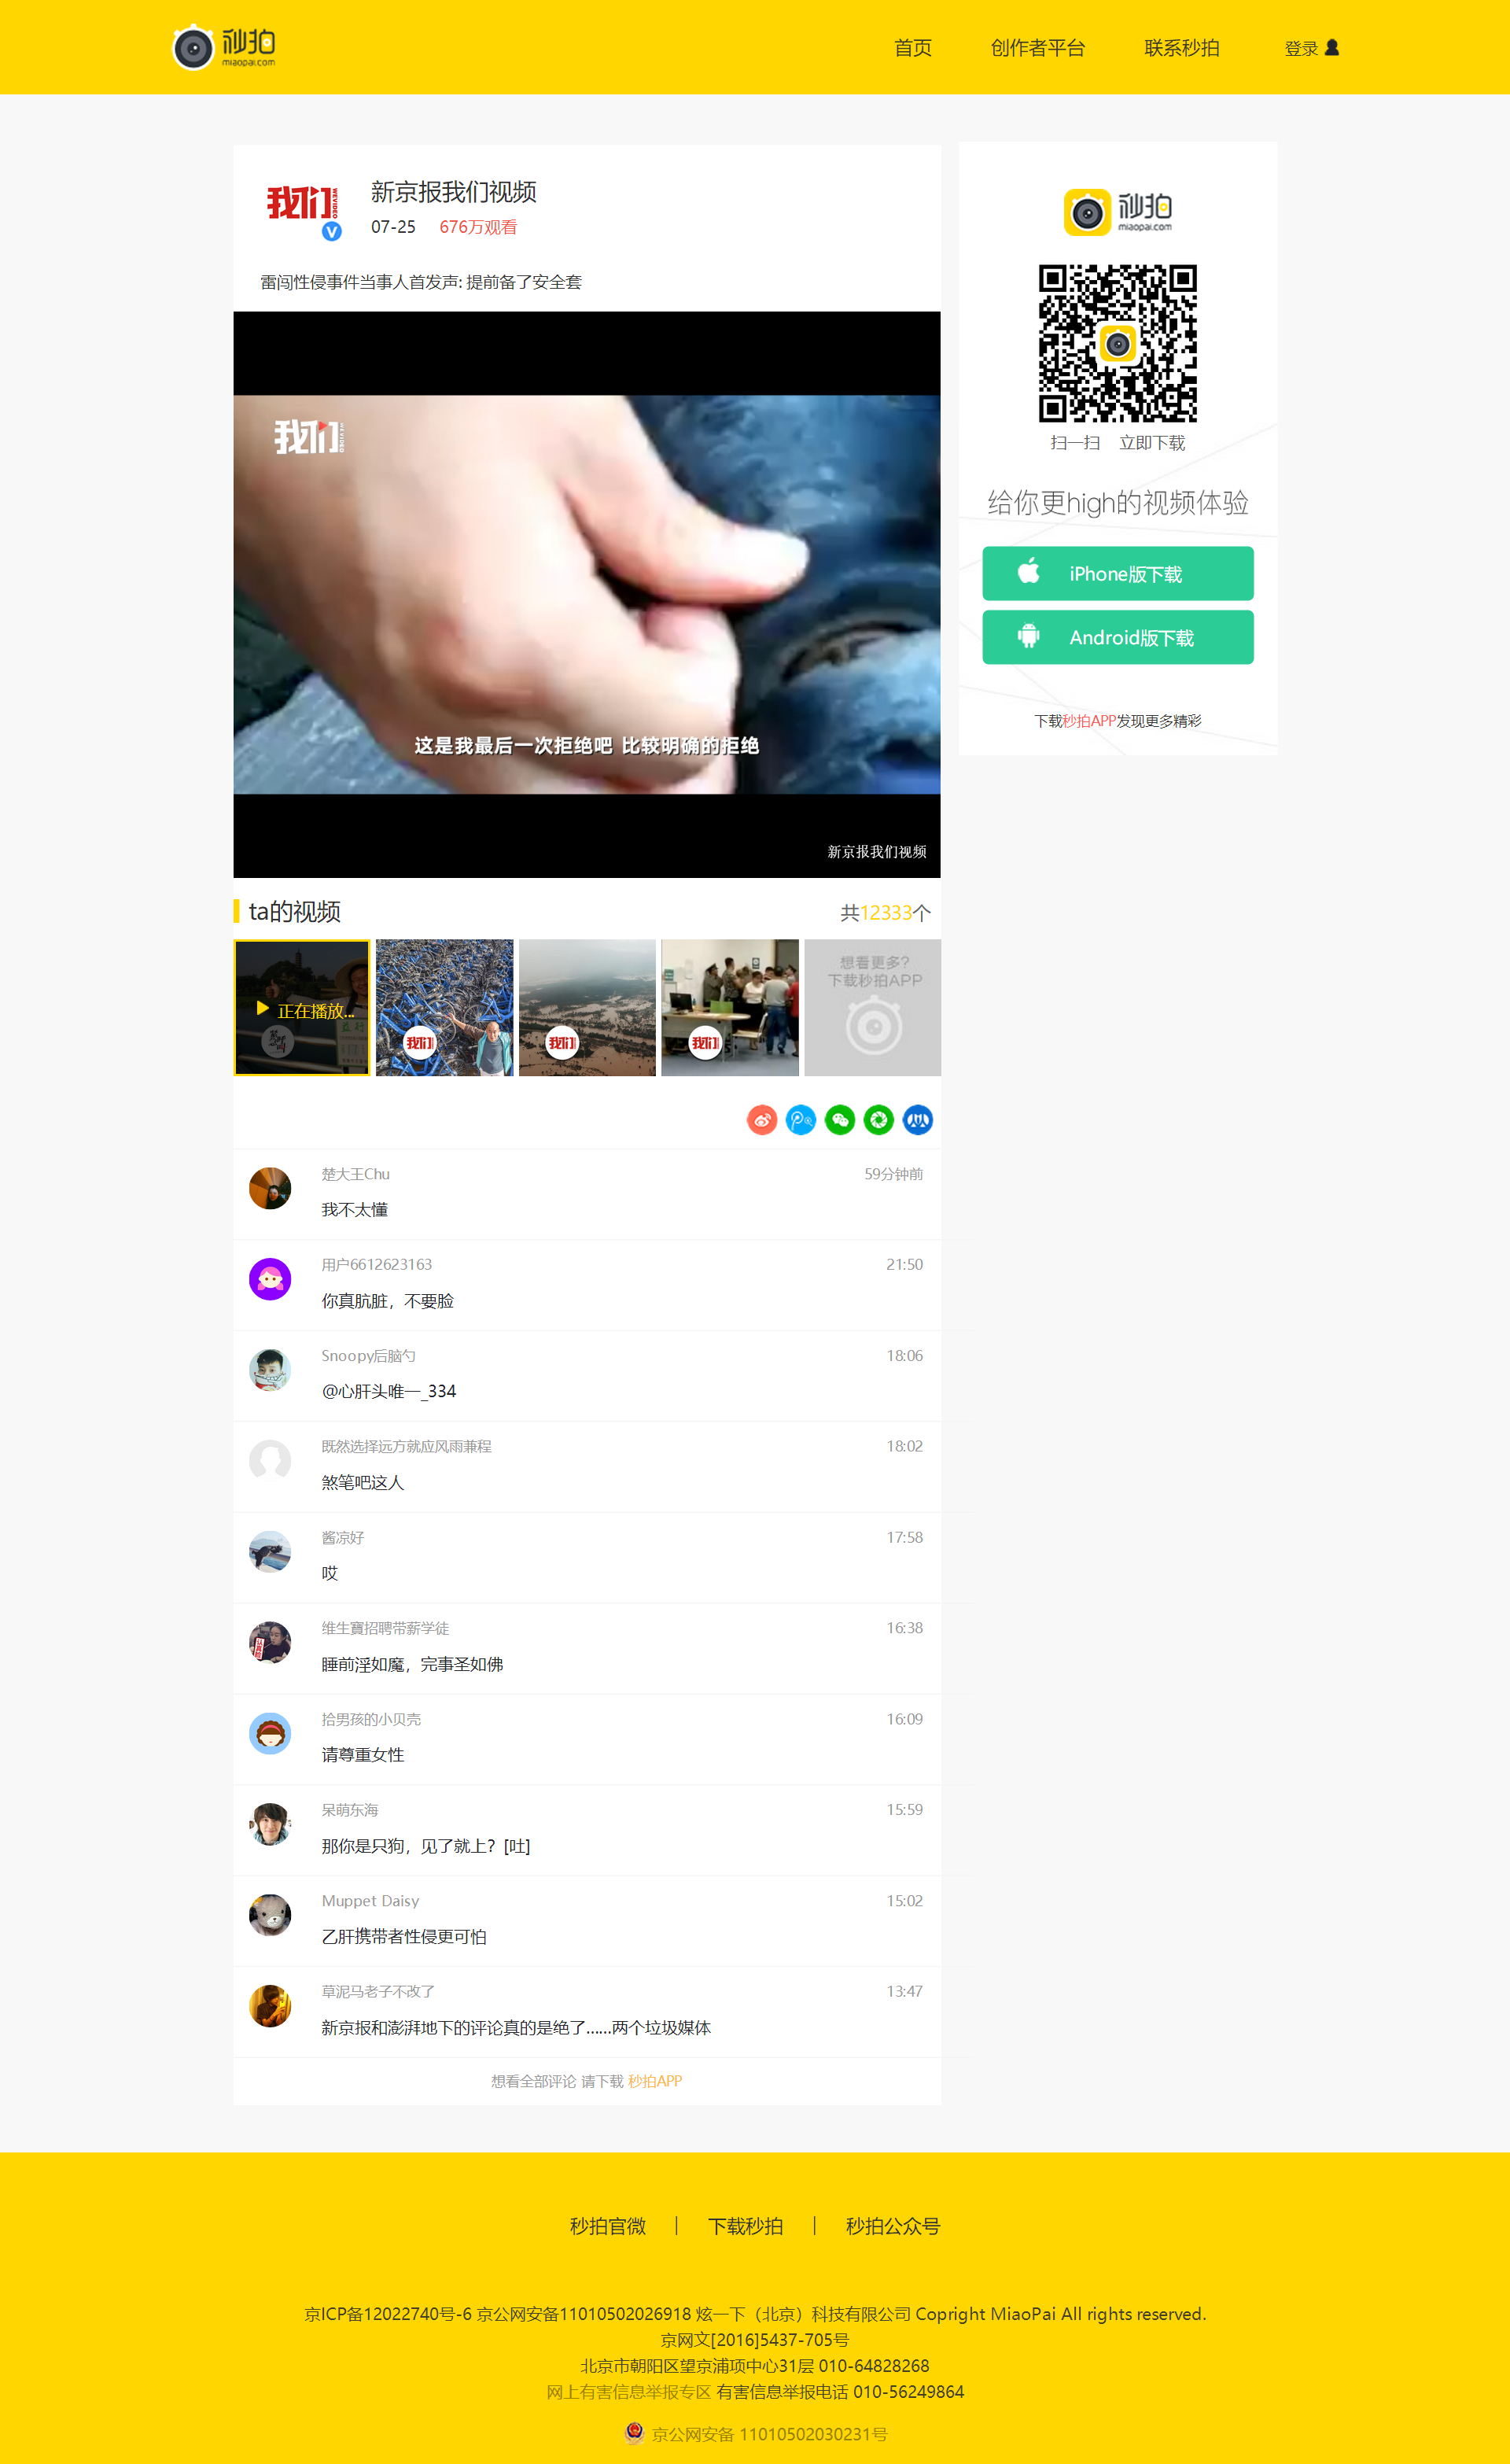 秒拍
miaopai.com
首页 创作者平台 联系秒拍 登录
我们 WEVIDEO
新京报我们视频
07-25 676万观看
雷闯性侵事件当事人首发声: 提前备了安全套
我们 WEVIDEO
这是我最后一次拒绝吧 比较明确的拒绝
新京报我们视频
ta的视频 共12333个
正在播放...
我们
我们
我们
想看更多?
下载秒拍APP
楚大王Chu 59分钟前
我不太懂
用户6612623163 21:50
你真肮脏，不要脸
Snoopy后脑勺 18:06
@心肝头唯一_334
既然选择远方就应风雨兼程 18:02
煞笔吧这人
酱凉好 17:58
哎
维生寶招聘带薪学徒 16:38
睡前淫如魔，完事圣如佛
拾男孩的小贝壳 16:09
请尊重女性
呆萌东海 15:59
那你是只狗，见了就上？[吐]
Muppet Daisy 15:02
乙肝携带者性侵更可怕
草泥马老子不改了 13:47
新京报和澎湃地下的评论真的是绝了……两个垃圾媒体
想看全部评论 请下载 秒拍APP
秒拍
miaopai.com
扫一扫 立即下载
给你更high的视频体验
iPhone版下载
Android版下载
下载秒拍APP发现更多精彩
秒拍官微 | 下载秒拍 | 秒拍公众号
京ICP备12022740号-6 京公网安备11010502026918 炫一下（北京）科技有限公司 Copright MiaoPai All rights reserved.
京网文[2016]5437-705号
北京市朝阳区望京浦项中心31层 010-64828268
网上有害信息举报专区 有害信息举报电话 010-56249864
京公网安备 11010502030231号